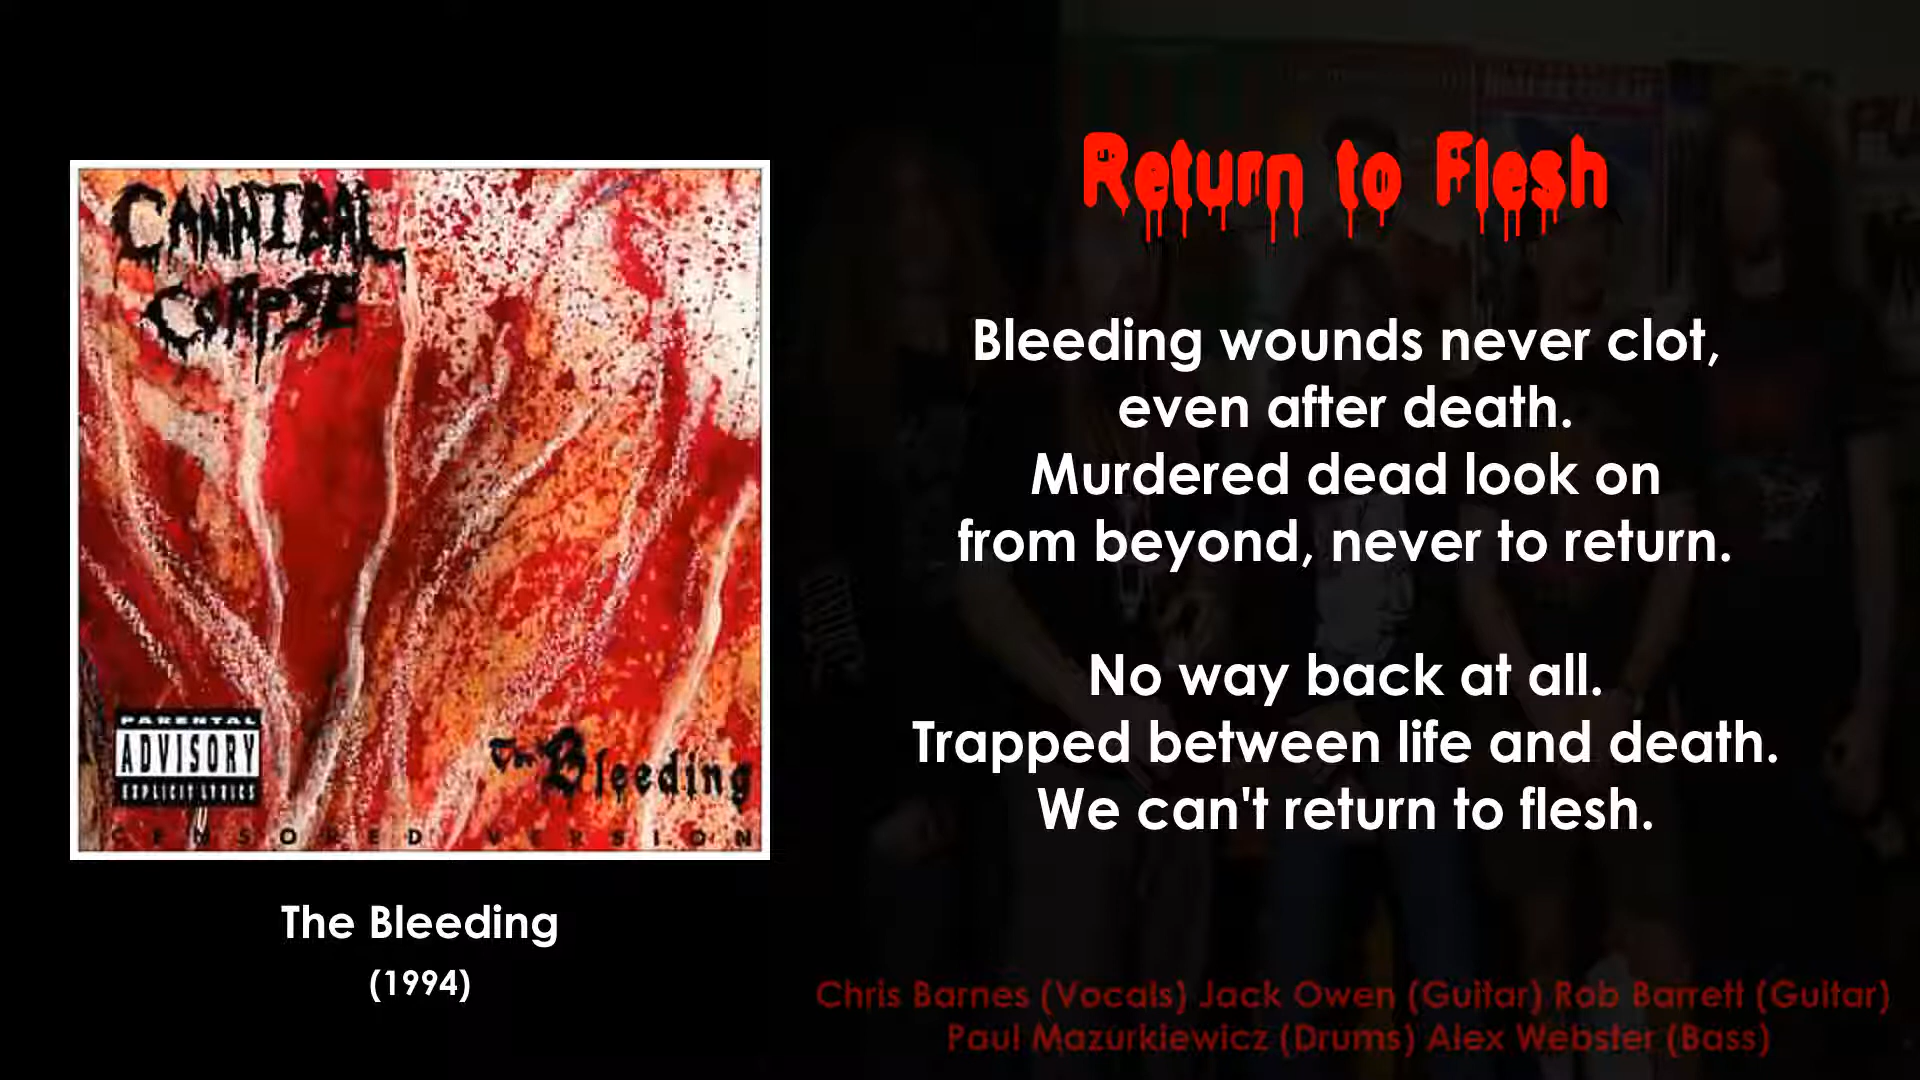 CANNIBAL
CORPSE
PARENTAL
ADVISORY
EXPLICIT LYRICS
The Bleeding
CENSORED VERSION
The Bleeding
(1994)
Return to Flesh
Bleeding wounds never clot,
even after death.
Murdered dead look on
from beyond, never to return.
No way back at all.
Trapped between life and death.
We can't return to flesh.
Chris Barnes (Vocals) Jack Owen (Guitar) Rob Barrett (Guitar)
Paul Mazurkiewicz (Drums) Alex Webster (Bass)